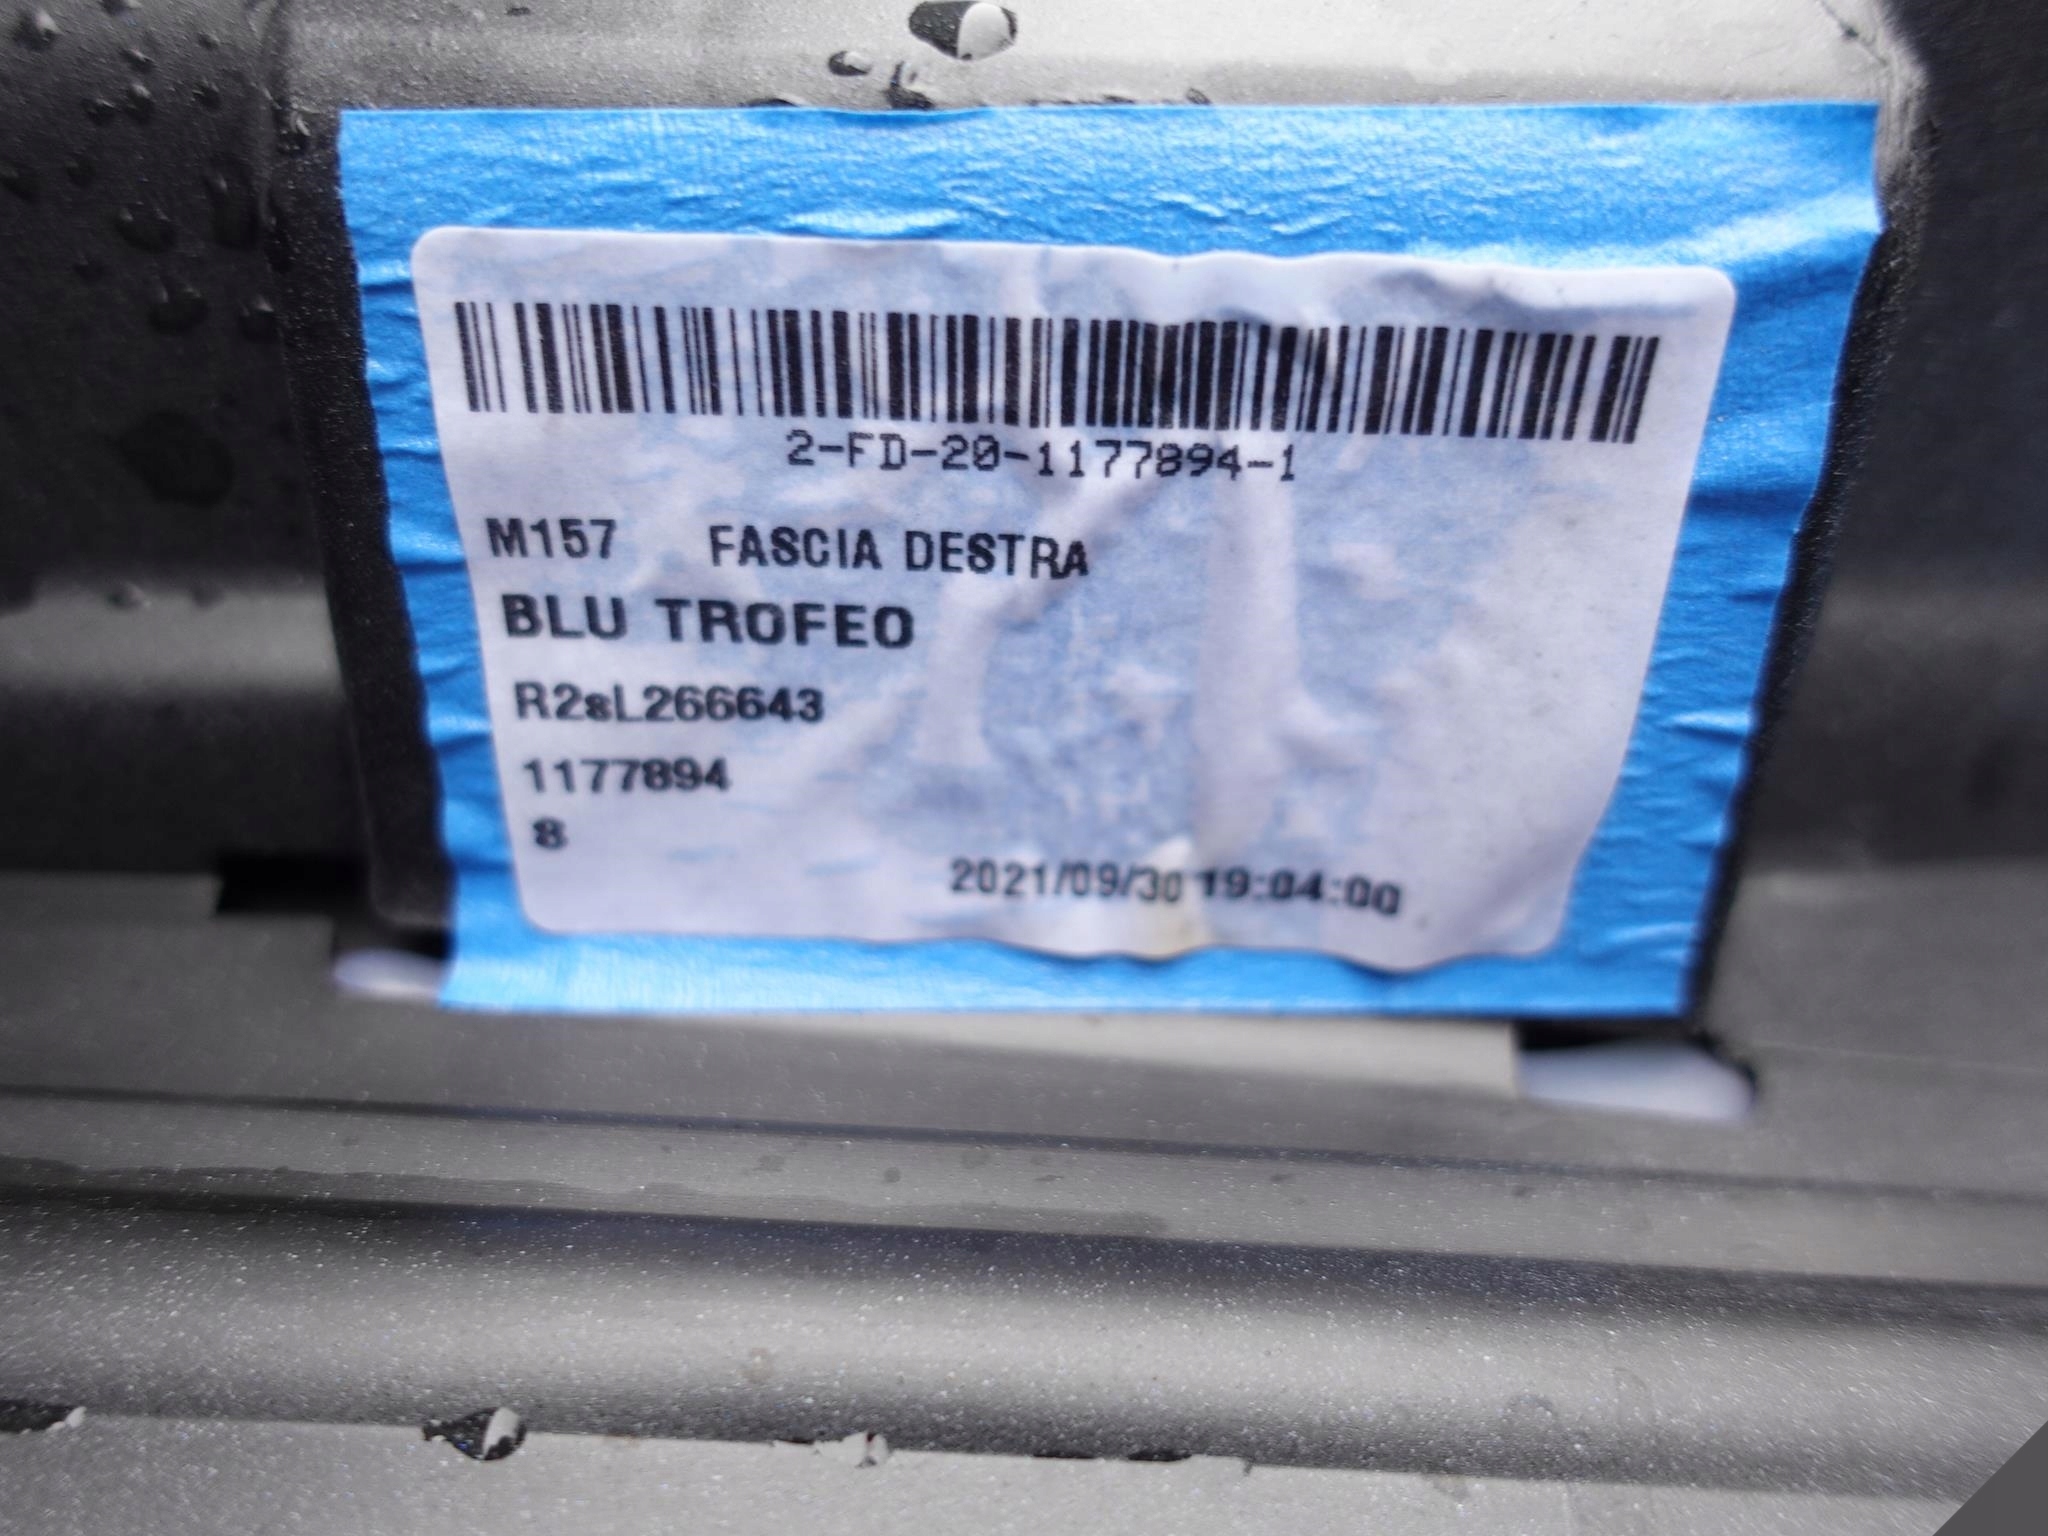 2-FD-20-1177894-1
M157 FASCIA DESTRA
BLU TROFEO
R2sL266643
1177894
8
2021/09/30 19:04:00